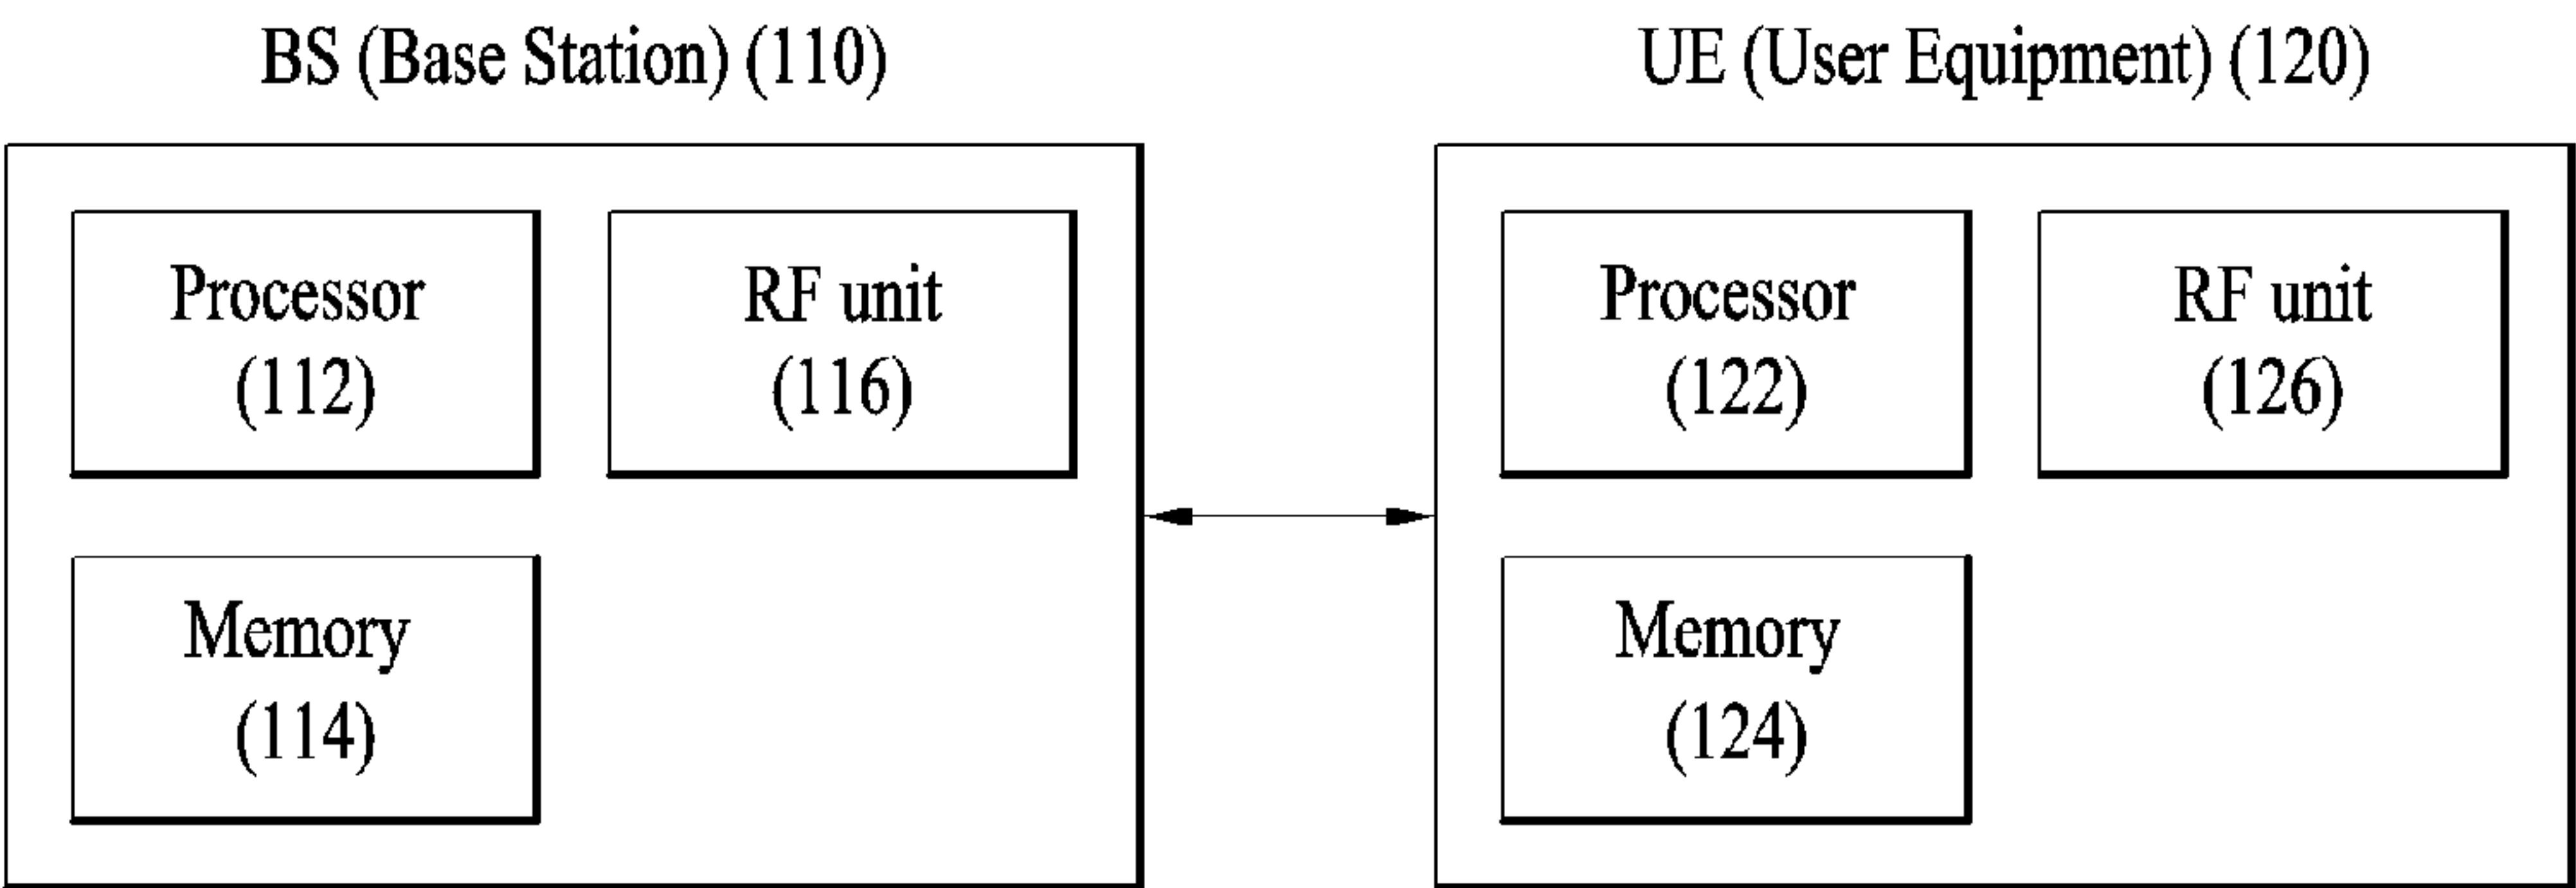 BS (Base Station) (110)
Processor
(112)
RF unit
(116)
Memory
(114)
UE (User Equipment) (120)
Processor
(122)
RF unit
(126)
Memory
(124)